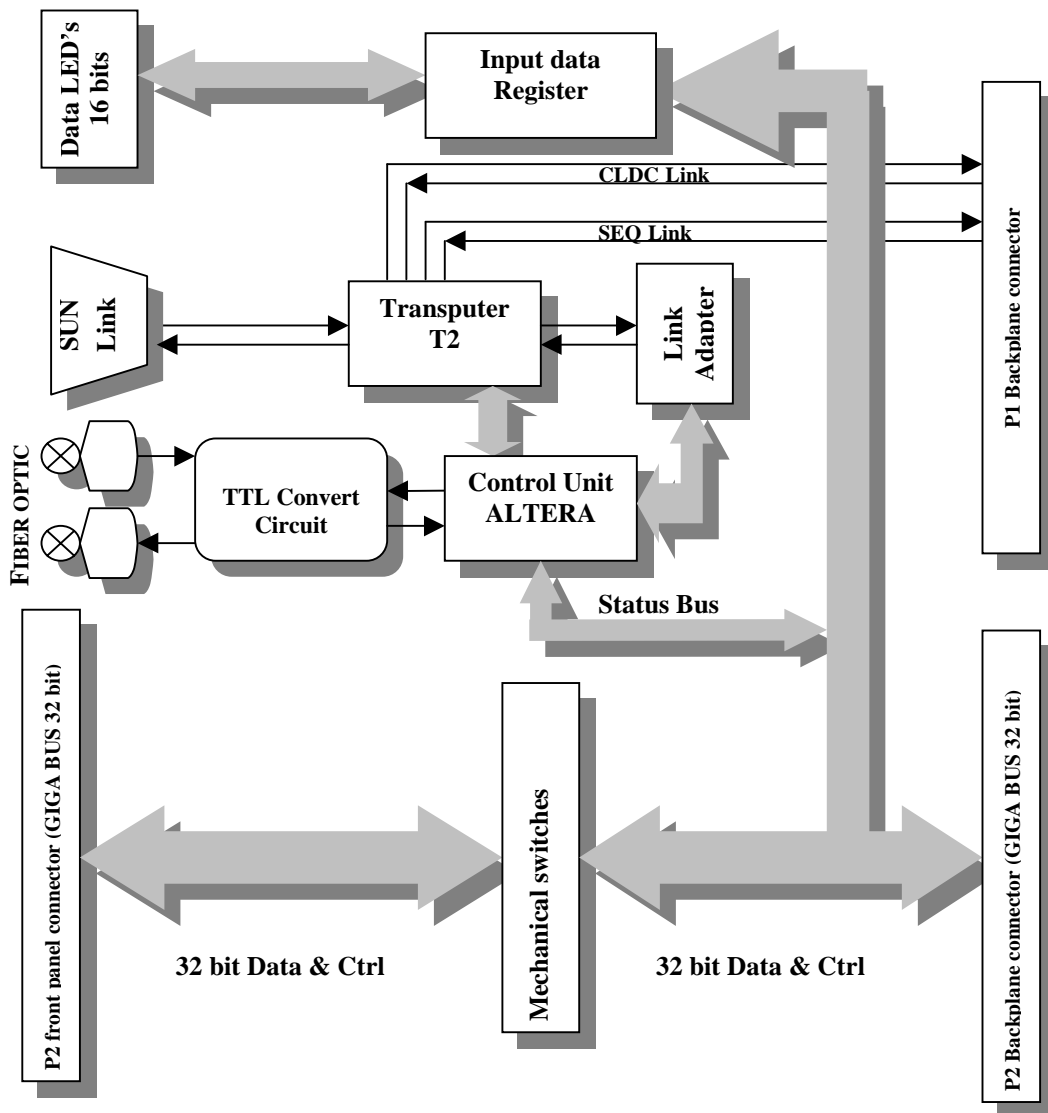 Data LED's
16 bits
Input data
Register
CLDC Link
SEQ Link
P1 Backplane connector
SUN
Link
Transputer
T2
Link
Adapter
FIBER OPTIC
TTL Convert
Circuit
Control Unit
ALTERA
Status Bus
P2 front panel connector (GIGA BUS 32 bit)
Mechanical switches
P2 Backplane connector (GIGA BUS 32 bit)
32 bit Data & Ctrl
32 bit Data & Ctrl